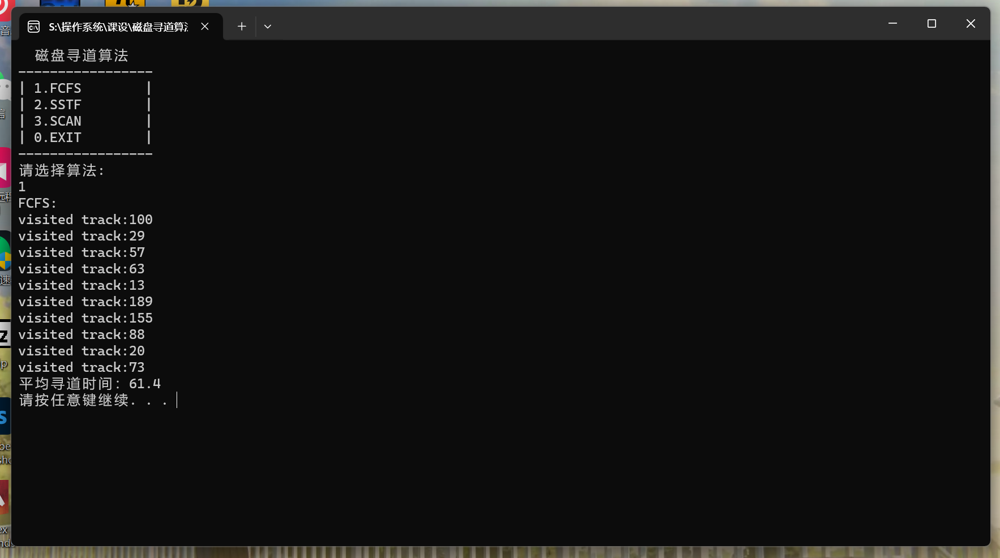 S:\操作系统\课设\磁盘寻道算法
磁盘寻道算法
-----------------
| 1.FCFS        |
| 2.SSTF        |
| 3.SCAN        |
| 0.EXIT        |
-----------------
请选择算法:
1
FCFS:
visited track:100
visited track:29
visited track:57
visited track:63
visited track:13
visited track:189
visited track:155
visited track:88
visited track:20
visited track:73
平均寻道时间: 61.4
请按任意键继续. . .